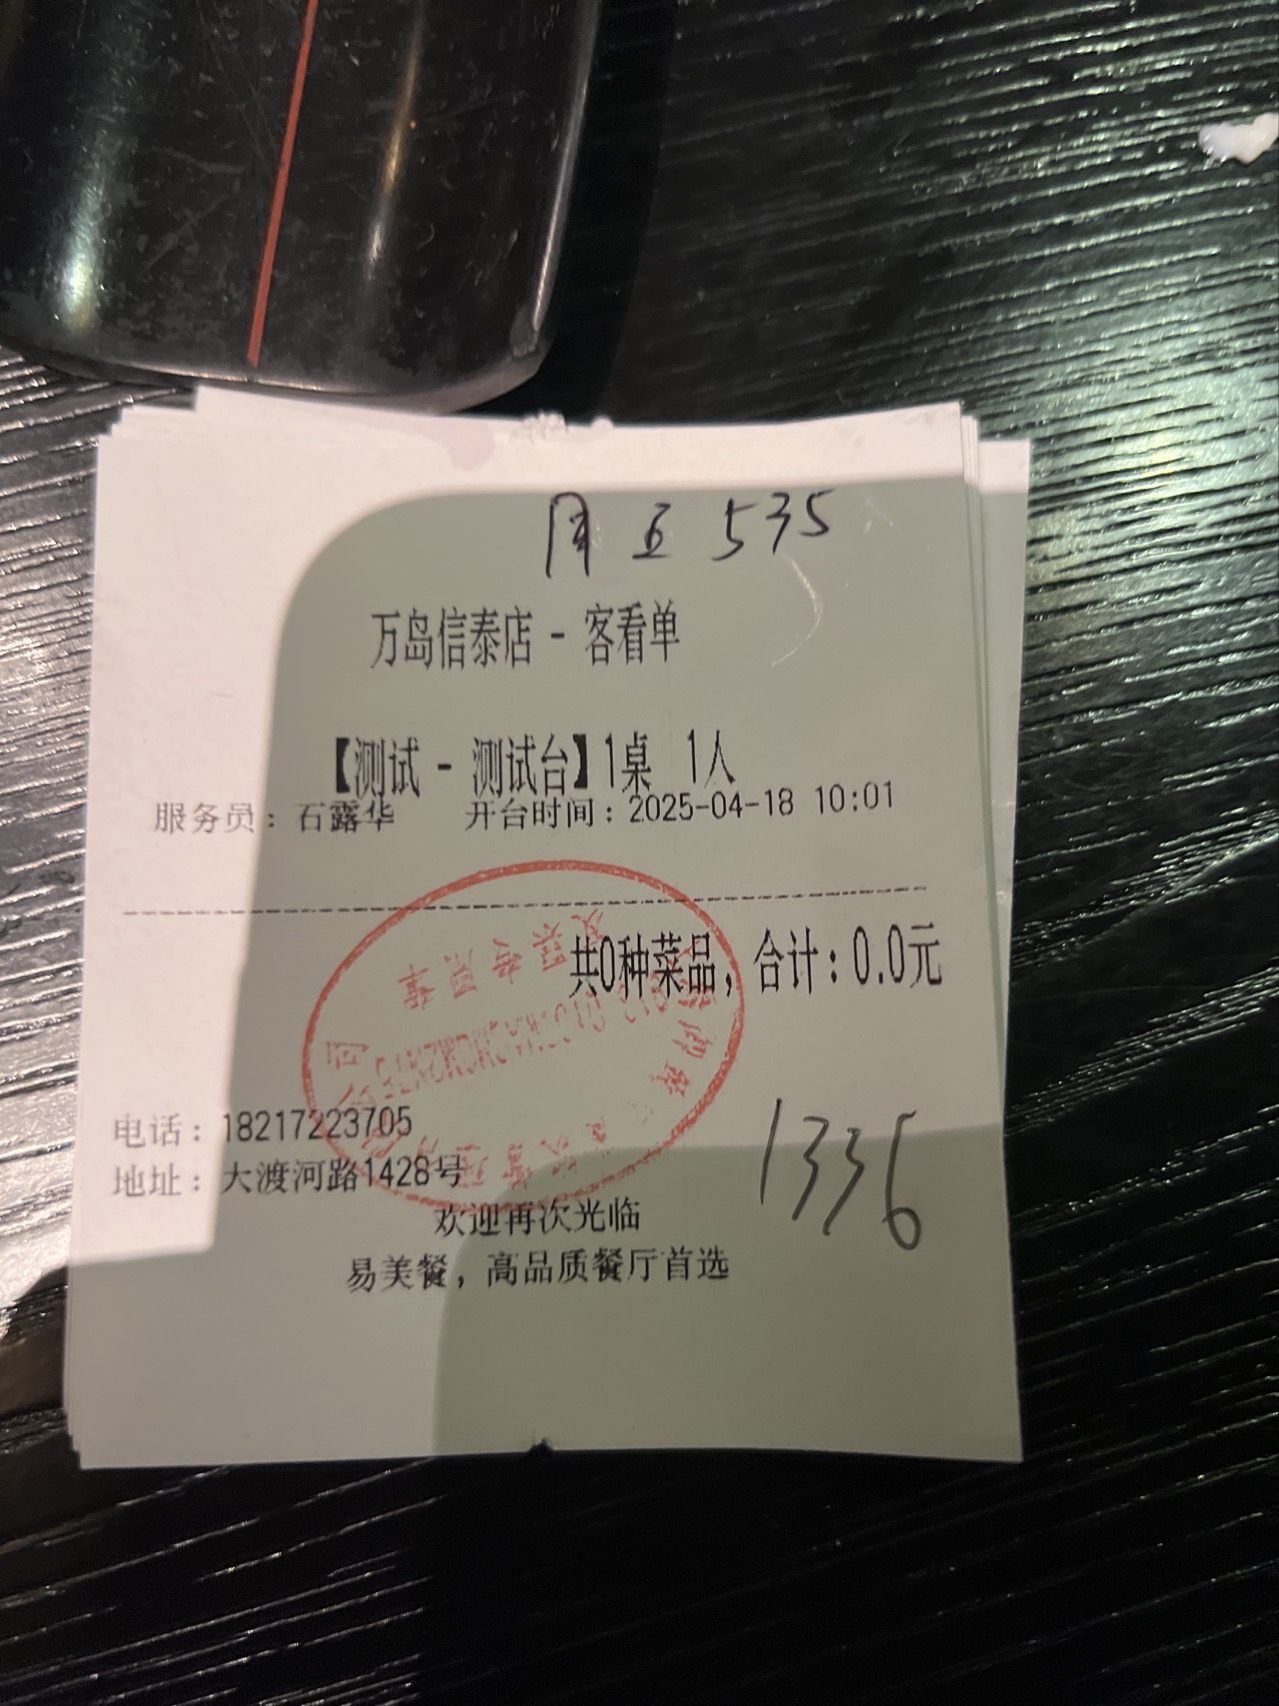 周五 535
万岛信泰店 - 客看单
【测试 - 测试台】1桌 1人
服务员：石露华 开台时间：2025-04-18 10:01
共0种菜品，合计：0.0元
1336
电话：18217223705
地址：大渡河路1428号
欢迎再次光临
易美餐，高品质餐厅首选